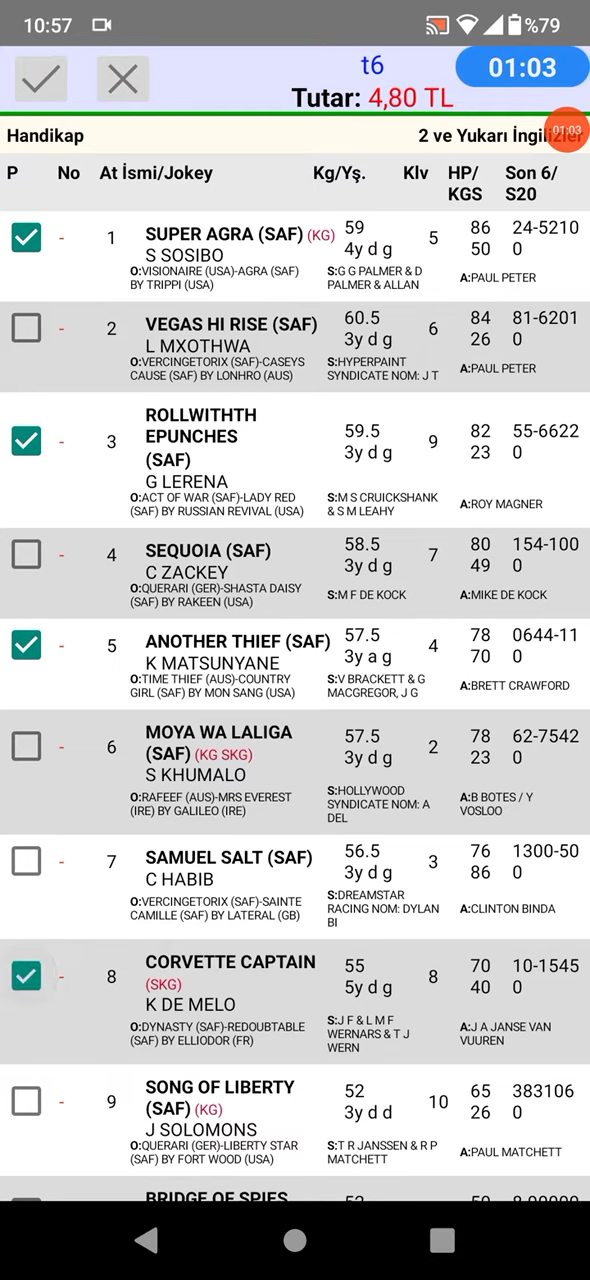 10:57 %79
t6 01:03
Tutar: 4,80 TL
Handikap 2 ve Yukarı İngilizler
01:03
P No At İsmi/Jokey Kg/Yş. Klv HP/ Son 6/
KGS S20
- 1 SUPER AGRA (SAF) (KG) 59 5 86 24-5210
S SOSIBO 4y d g 50 0
O:VISIONAIRE (USA)-AGRA (SAF) S:G G PALMER & D A:PAUL PETER
BY TRIPPI (USA) PALMER & ALLAN
- 2 VEGAS HI RISE (SAF) 60.5 6 84 81-6201
L MXOTHWA 3y d g 26 0
O:VERCINGETORIX (SAF)-CASEYS S:HYPERPAINT A:PAUL PETER
CAUSE (SAF) BY LONHRO (AUS) SYNDICATE NOM: J T
- 3 ROLLWITHTH 59.5 9 82 55-6622
EPUNCHES 3y d g 23 0
(SAF)
G LERENA
O:ACT OF WAR (SAF)-LADY RED S:M S CRUICKSHANK A:ROY MAGNER
(SAF) BY RUSSIAN REVIVAL (USA) & S M LEAHY
- 4 SEQUOIA (SAF) 58.5 7 80 154-100
C ZACKEY 3y d g 49 0
O:QUERARI (GER)-SHASTA DAISY S:M F DE KOCK A:MIKE DE KOCK
(SAF) BY RAKEEN (USA)
- 5 ANOTHER THIEF (SAF) 57.5 4 78 0644-11
K MATSUNYANE 3y a g 70 0
O:TIME THIEF (AUS)-COUNTRY S:V BRACKETT & G A:BRETT CRAWFORD
GIRL (SAF) BY MON SANG (USA) MACGREGOR, J G
- 6 MOYA WA LALIGA 57.5 2 78 62-7542
(SAF) (KG SKG) 3y d g 23 0
S KHUMALO
O:RAFEEF (AUS)-MRS EVEREST S:HOLLYWOOD A:B BOTES / Y
(IRE) BY GALILEO (IRE) SYNDICATE NOM: A VOSLOO
DEL
- 7 SAMUEL SALT (SAF) 56.5 3 76 1300-50
C HABIB 3y d g 86 0
O:VERCINGETORIX (SAF)-SAINTE S:DREAMSTAR A:CLINTON BINDA
CAMILLE (SAF) BY LATERAL (GB) RACING NOM: DYLAN
BI
- 8 CORVETTE CAPTAIN 55 8 70 10-1545
(SKG) 5y d g 40 0
K DE MELO
O:DYNASTY (SAF)-REDOUBTABLE S:J F & L M F A:J A JANSE VAN
(SAF) BY ELLIODOR (FR) WERNARS & T J VUUREN
WERN
- 9 SONG OF LIBERTY 52 10 65 383106
(SAF) (KG) 3y d d 26 0
J SOLOMONS
O:QUERARI (GER)-LIBERTY STAR S:T R JANSSEN & R P A:PAUL MATCHETT
(SAF) BY FORT WOOD (USA) MATCHETT
BRIDGE OF SPIES